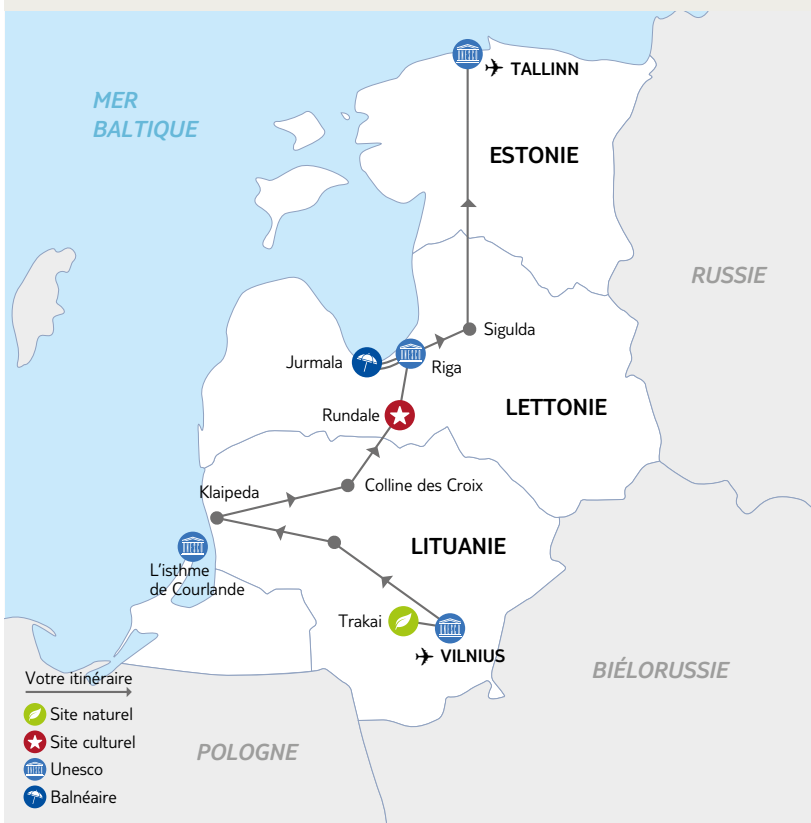 TALLINN
MER
BALTIQUE
ESTONIE
RUSSIE
Sigulda
Jurmala
Riga
LETTONIE
Rundale
Klaipeda
Colline des Croix
LITUANIE
L'isthme
de Courlande
Trakai
VILNIUS
BIÉLORUSSIE
Votre itinéraire
Site naturel
Site culturel
POLOGNE
Unesco
Balnéaire